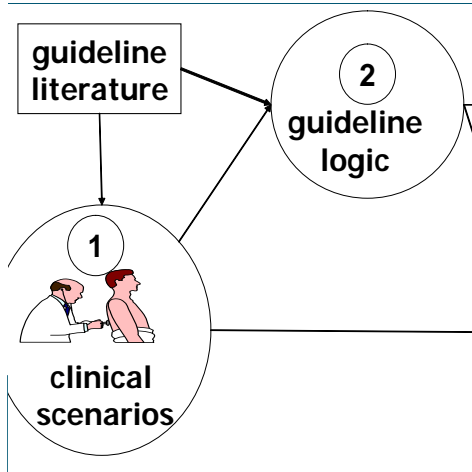 guideline
literature
2
guideline
logic
1
clinical
scenarios